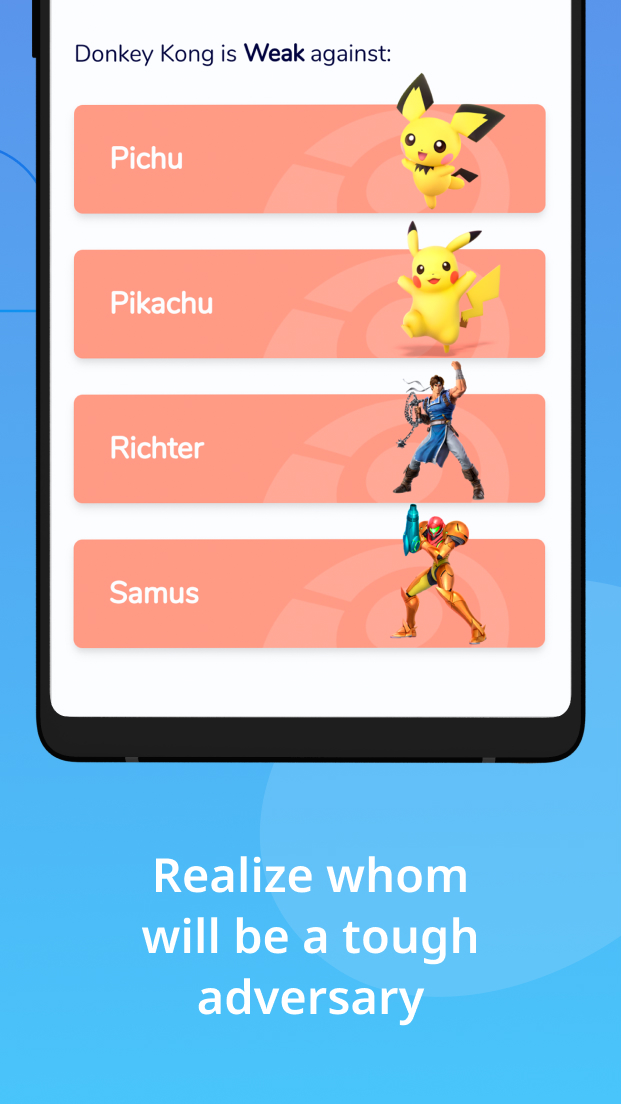 Donkey Kong is Weak against:
Pichu
Pikachu
Richter
Samus
Realize whom
will be a tough
adversary